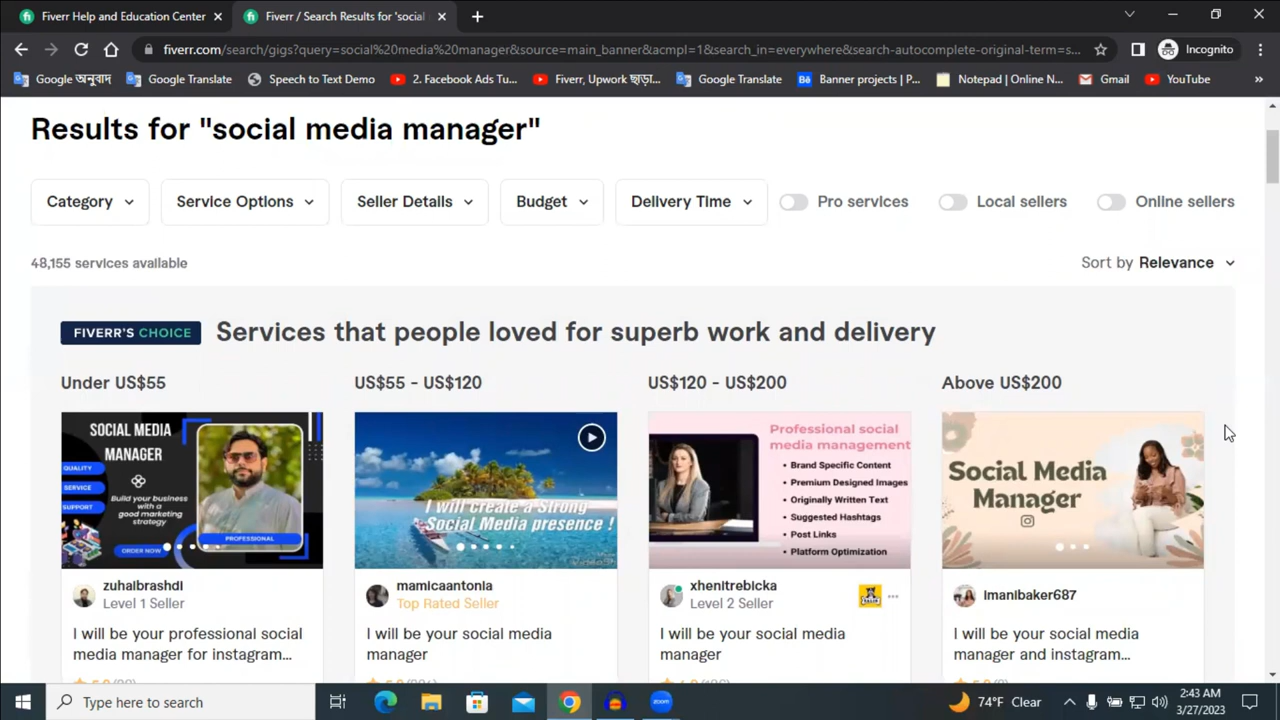 Fiverr Help and Education Center
Fiverr / Search Results for 'social
fiverr.com/search/gigs?query=social%20media%20manager&source=main_banner&acmpl=1&search_in=everywhere&search-autocomplete-original-term=s...
Incognito
Google অনুবাদ
Google Translate
Speech to Text Demo
2. Facebook Ads Tu...
Fiverr, Upwork ছাড়া...
Google Translate
Bē Banner projects | P...
Notepad | Online N...
Gmail
YouTube
Results for "social media manager"
Category
Service Options
Seller Details
Budget
Delivery Time
Pro services
Local sellers
Online sellers
48,155 services available
Sort by Relevance
FIVERR'S CHOICE
Services that people loved for superb work and delivery
Under US$55
US$55 - US$120
US$120 - US$200
Above US$200
SOCIAL MEDIA
MANAGER
QUALITY
SERVICE
SUPPORT
Build your business
with a
good marketing
strategy
ORDER NOW
PROFESSIONAL
I will create a Strong
Social Media presence !
Professional social
media management
• Brand Specific Content
• Premium Designed Images
• Originally Written Text
• Suggested Hashtags
• Post Links
• Platform Optimization
Social Media
Manager
zuhaibrashdi
Level 1 Seller
I will be your professional social
media manager for instagram...
mamicaantonia
Top Rated Seller
I will be your social media
manager
xhenitrebicka
Level 2 Seller
I will be your social media
manager
imanibaker687
I will be your social media
manager and instagram...
Type here to search
zoom
74°F Clear
2:43 AM
3/27/2023